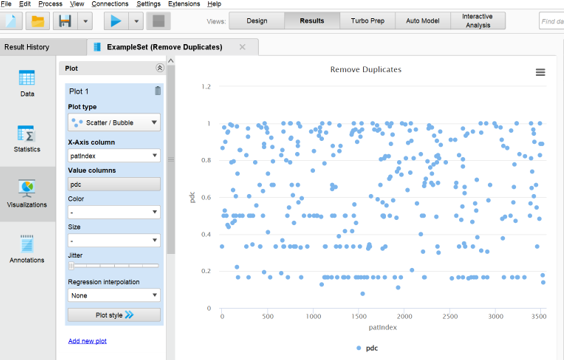 File Edit Process View Connections Settings Extensions Help
Views: Design Results Turbo Prep Auto Model Interactive Analysis Find da
Result History ExampleSet (Remove Duplicates)
Data
Statistics
Visualizations
Annotations
Plot
Plot 1
Plot type
Scatter / Bubble
X-Axis column
patIndex
Value columns
pdc
Color
-
Size
-
Jitter
Regression interpolation
None
Plot style
Add new plot
Remove Duplicates
1.2
1
0.8
0.6
0.4
0.2
0
pdc
0 500 1000 1500 2000 2500 3000 3500
patIndex
pdc